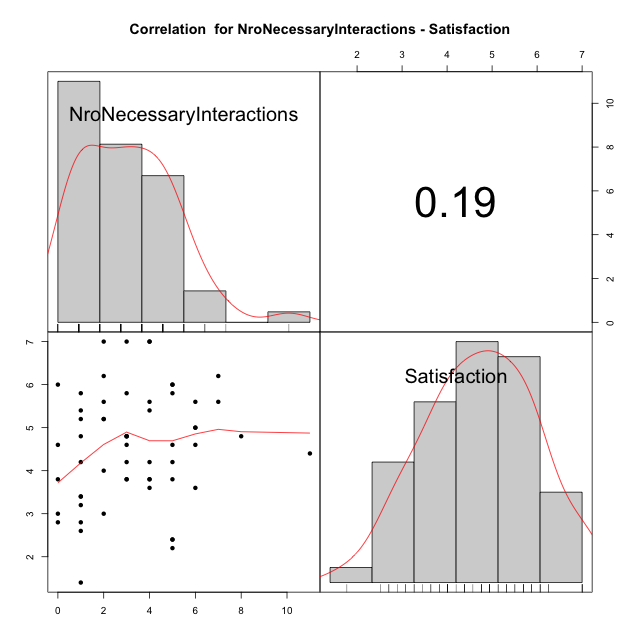 Correlation  for NroNecessaryInteractions - Satisfaction
2 3 4 5 6 7
NroNecessaryInteractions
0.19
10
8
6
4
2
0
7
6
5
4
3
2
Satisfaction
0 2 4 6 8 10